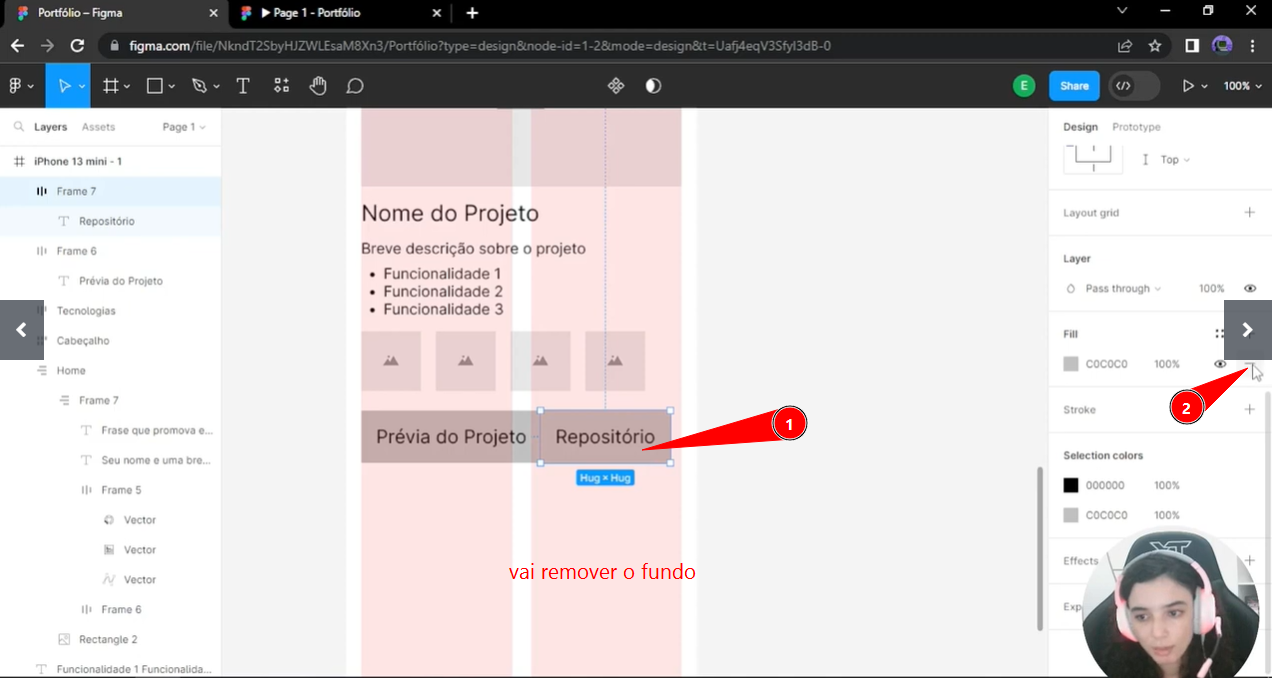 Portfólio – Figma
Page 1 - Portfólio
figma.com/file/NkndT2SbyHJZWLEsaM8Xn3/Portfólio?type=design&node-id=1-2&mode=design&t=Uafj4eqV3SfyI3dB-0
E
Share
100%
Layers
Assets
Page 1
iPhone 13 mini - 1
Frame 7
Repositório
Frame 6
Prévia do Projeto
Tecnologias
Cabeçalho
Home
Frame 7
Frase que promova e...
Seu nome e uma bre...
Frame 5
Vector
Vector
Vector
Frame 6
Rectangle 2
Funcionalidade 1 Funcionalida...
Nome do Projeto
Breve descrição sobre o projeto
• Funcionalidade 1
• Funcionalidade 2
• Funcionalidade 3
Prévia do Projeto
Repositório
Hug × Hug
1
vai remover o fundo
Design
Prototype
Top
Layout grid
Layer
Pass through
100%
Fill
C0C0C0
100%
2
Stroke
Selection colors
000000
100%
C0C0C0
100%
Effects
Exp